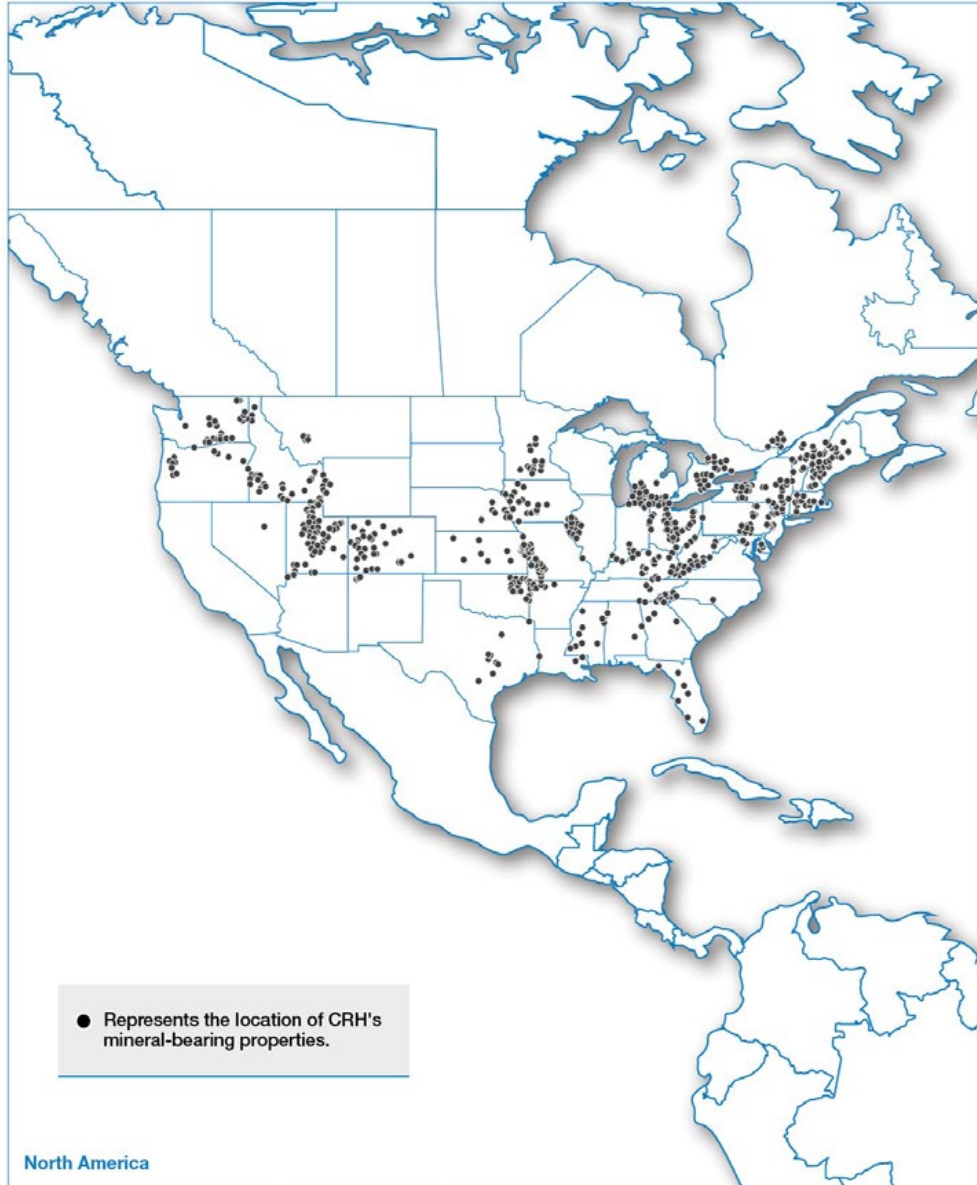 Represents the location of CRH's
mineral-bearing properties.
North America